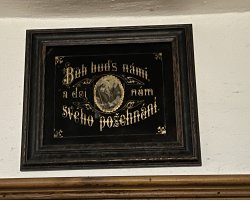 Bůh buď s námi,
a dej nám
svého požehnání.